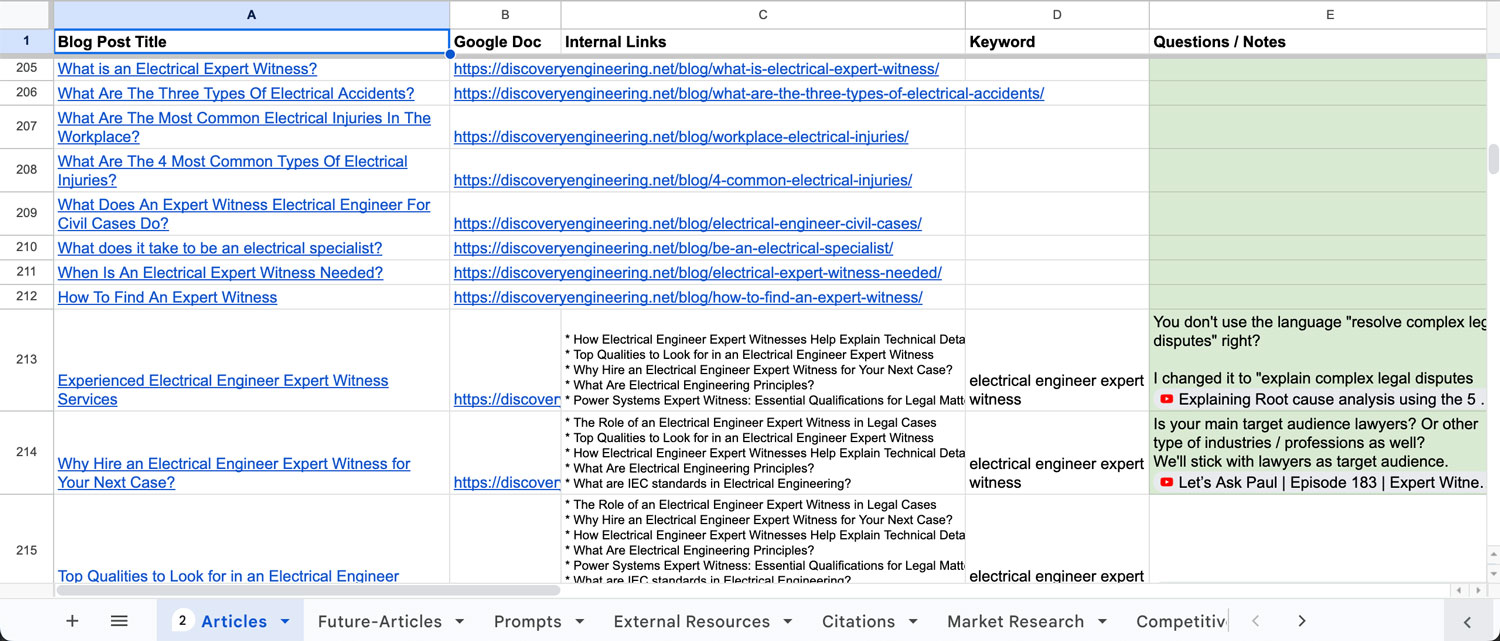 A B C D E
1 Blog Post Title Google Doc Internal Links Keyword Questions / Notes
205 What is an Electrical Expert Witness? https://discoveryengineering.net/blog/what-is-electrical-expert-witness/
206 What Are The Three Types Of Electrical Accidents? https://discoveryengineering.net/blog/what-are-the-three-types-of-electrical-accidents/
What Are The Most Common Electrical Injuries In The
207 Workplace? https://discoveryengineering.net/blog/workplace-electrical-injuries/
What Are The 4 Most Common Types Of Electrical
208 Injuries? https://discoveryengineering.net/blog/4-common-electrical-injuries/
What Does An Expert Witness Electrical Engineer For
209 Civil Cases Do? https://discoveryengineering.net/blog/electrical-engineer-civil-cases/
210 What does it take to be an electrical specialist? https://discoveryengineering.net/blog/be-an-electrical-specialist/
211 When Is An Electrical Expert Witness Needed? https://discoveryengineering.net/blog/electrical-expert-witness-needed/
212 How To Find An Expert Witness https://discoveryengineering.net/blog/how-to-find-an-expert-witness/
213
Experienced Electrical Engineer Expert Witness
Services
https://discover
* How Electrical Engineer Expert Witnesses Help Explain Technical Deta
* Top Qualities to Look for in an Electrical Engineer Expert Witness
* Why Hire an Electrical Engineer Expert Witness for Your Next Case?
* What Are Electrical Engineering Principles?
* Power Systems Expert Witness: Essential Qualifications for Legal Matt
electrical engineer expert
witness
You don't use the language "resolve complex leg
disputes" right?
I changed it to "explain complex legal disputes
Explaining Root cause analysis using the 5 .
214
Why Hire an Electrical Engineer Expert Witness for
Your Next Case?
https://discover
* The Role of an Electrical Engineer Expert Witness in Legal Cases
* Top Qualities to Look for in an Electrical Engineer Expert Witness
* How Electrical Engineer Expert Witnesses Help Explain Technical Deta
* What Are Electrical Engineering Principles?
* What are IEC standards in Electrical Engineering?
electrical engineer expert
witness
Is your main target audience lawyers? Or other
type of industries / professions as well?
We'll stick with lawyers as target audience.
Let's Ask Paul | Episode 183 | Expert Witne.
215
Top Qualities to Look for in an Electrical Engineer
* The Role of an Electrical Engineer Expert Witness in Legal Cases
* Why Hire an Electrical Engineer Expert Witness for Your Next Case?
* How Electrical Engineer Expert Witnesses Help Explain Technical Deta
* What Are Electrical Engineering Principles?
* Power Systems Expert Witness: Essential Qualifications for Legal Matt
* What are IEC standards in Electrical Engineering?
electrical engineer expert
2 Articles Future-Articles Prompts External Resources Citations Market Research Competitiv